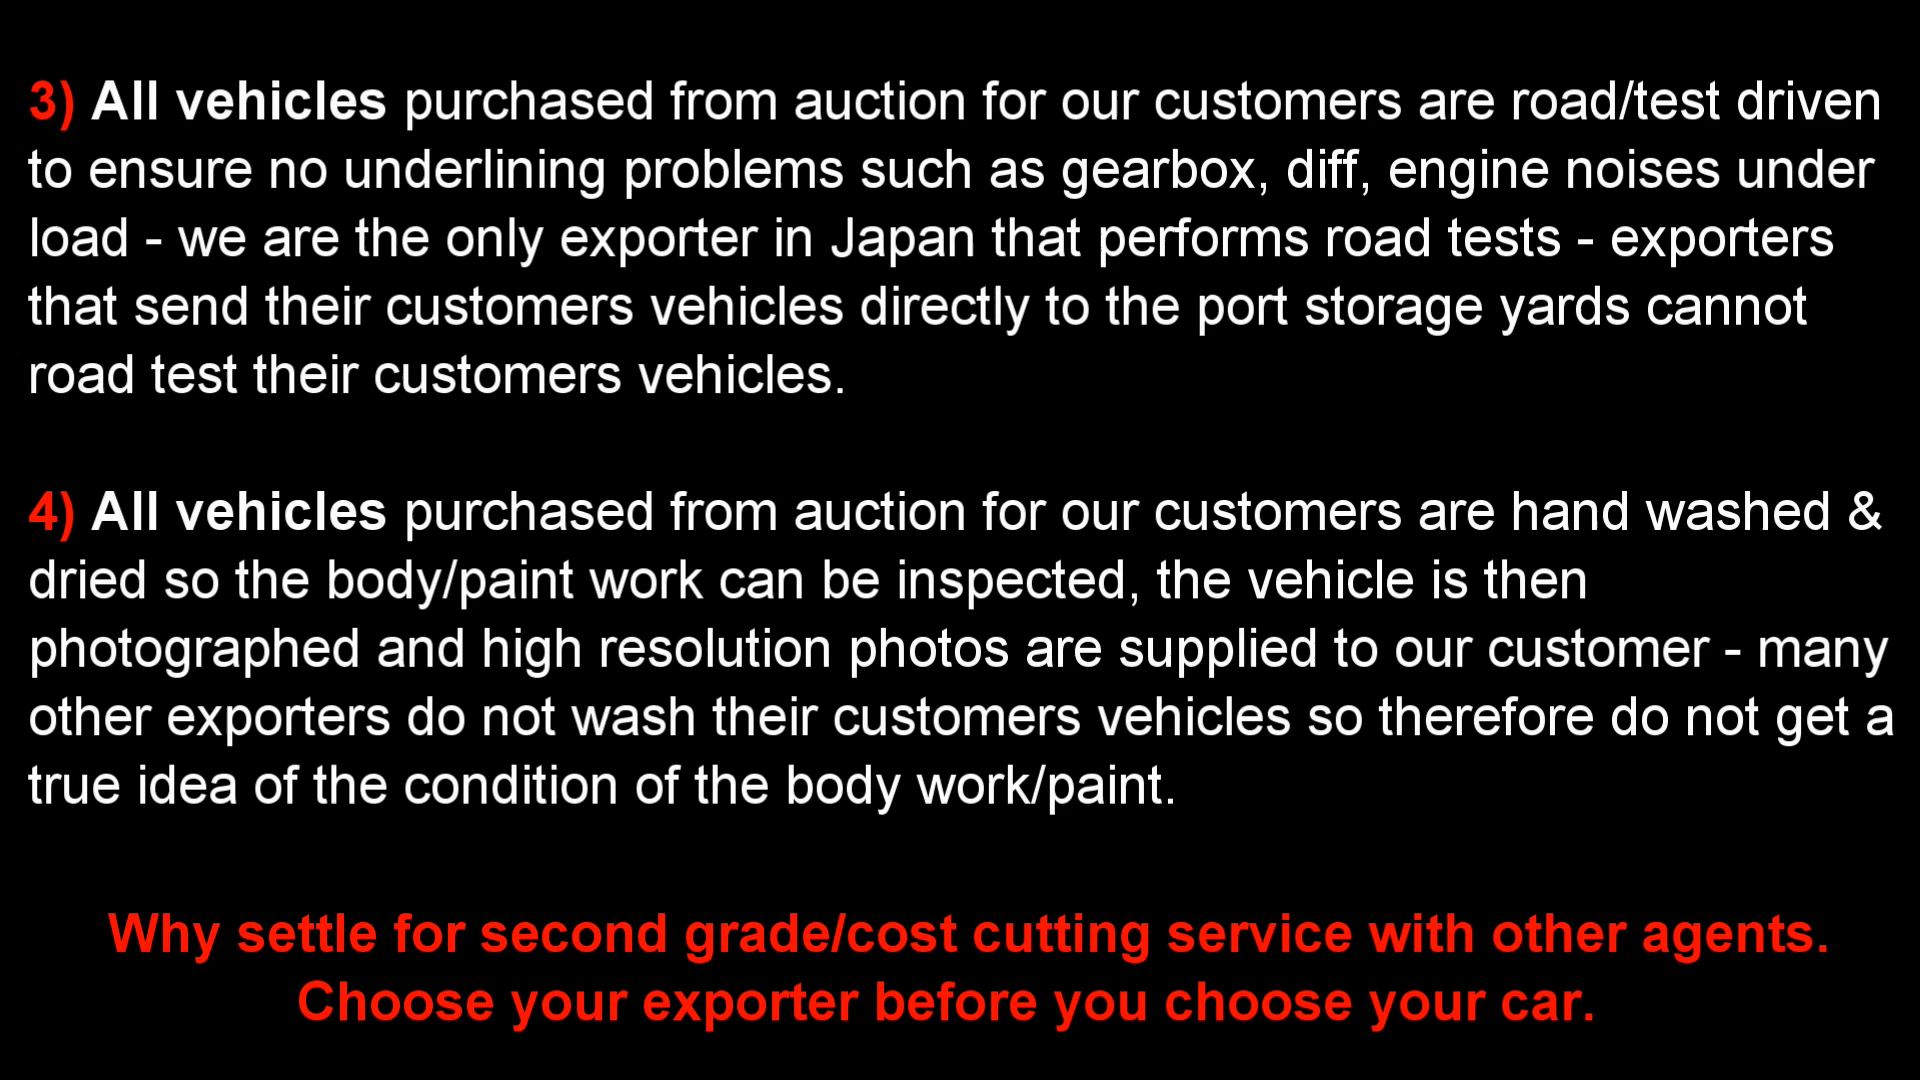 3) All vehicles purchased from auction for our customers are road/test driven
to ensure no underlining problems such as gearbox, diff, engine noises under
load - we are the only exporter in Japan that performs road tests - exporters
that send their customers vehicles directly to the port storage yards cannot
road test their customers vehicles.
4) All vehicles purchased from auction for our customers are hand washed &
dried so the body/paint work can be inspected, the vehicle is then
photographed and high resolution photos are supplied to our customer - many
other exporters do not wash their customers vehicles so therefore do not get a
true idea of the condition of the body work/paint.
Why settle for second grade/cost cutting service with other agents.
Choose your exporter before you choose your car.